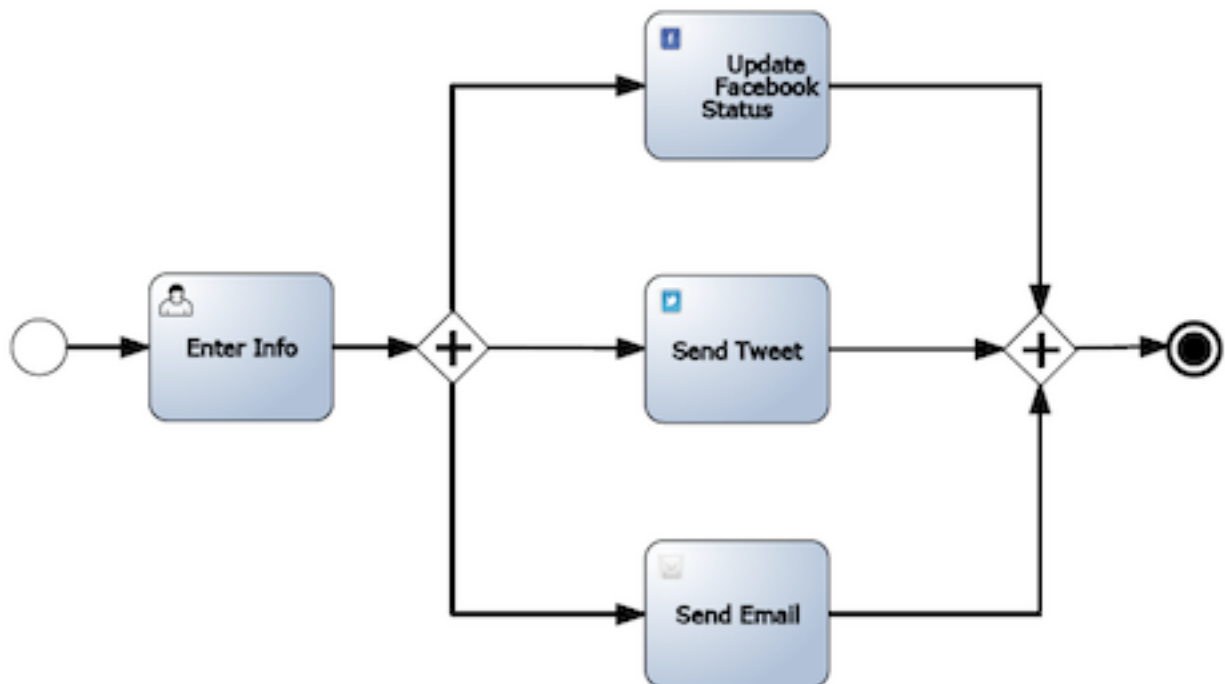 Update
Facebook
Status
Enter Info
Send Tweet
Send Email